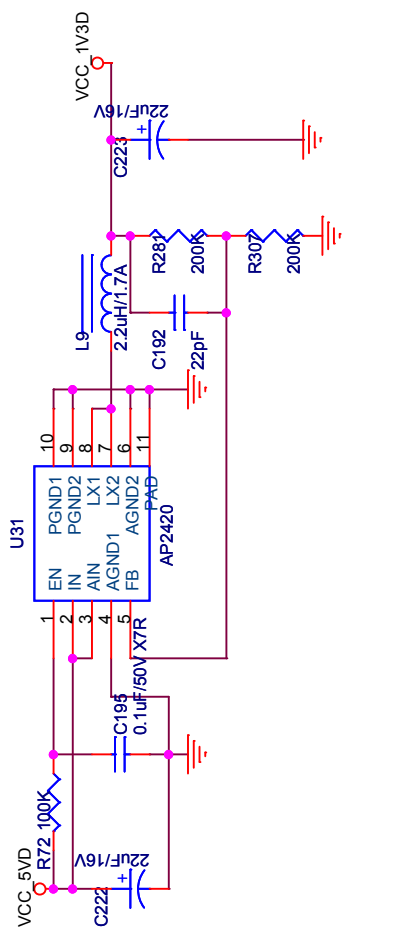 VCC_5VD
R72
100K
C222
22uF/16V
+
C195
0.1uF/50V X7R
U31
AP2420
1
EN
2
IN
3
AIN
4
AGND1
5
FB
10
PGND1
9
PGND2
8
LX1
7
LX2
6
AGND2
11
PAD
L9
2.2uH/1.7A
C192
22pF
R281
200K
R307
200K
C223
22uF/16V
+
VCC_1V3D